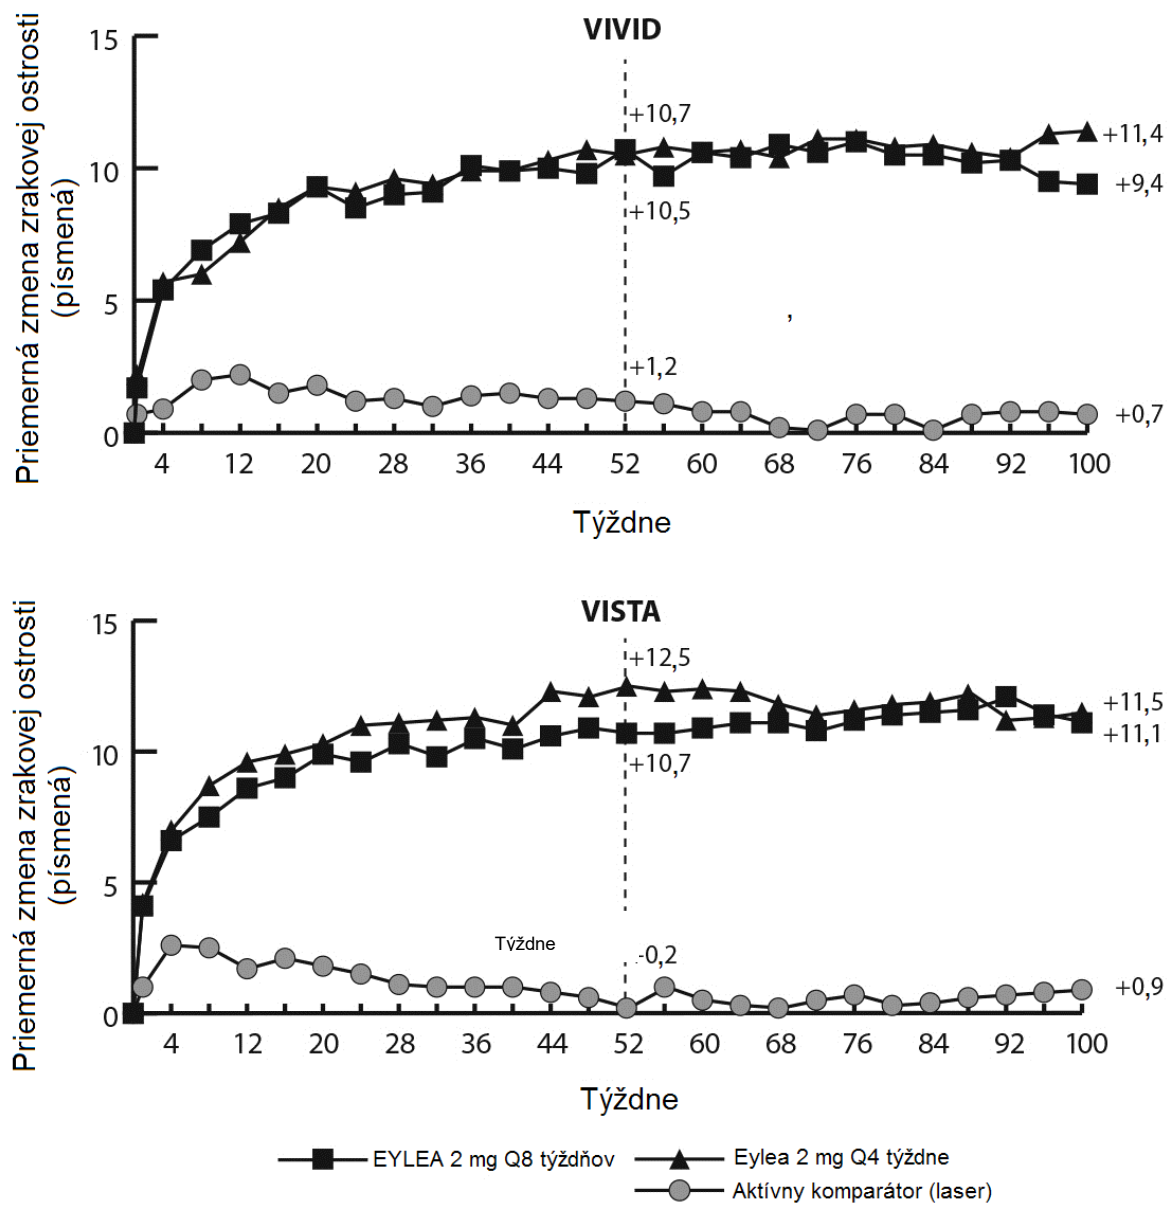 VIVID
Priemerná zmena zrakovej ostrosti
(písmená)
15
10
5
0
+10,7
+10,5
+1,2
+11,4
+9,4
+0,7
,
4 12 20 28 36 44 52 60 68 76 84 92 100
Týždne
VISTA
Priemerná zmena zrakovej ostrosti
(písmená)
15
10
5
0
+12,5
+10,7
Týždne
-0,2
+11,5
+11,1
+0,9
4 12 20 28 36 44 52 60 68 76 84 92 100
Týždne
EYLEA 2 mg Q8 týždňov
Eylea 2 mg Q4 týždne
Aktívny komparátor (laser)